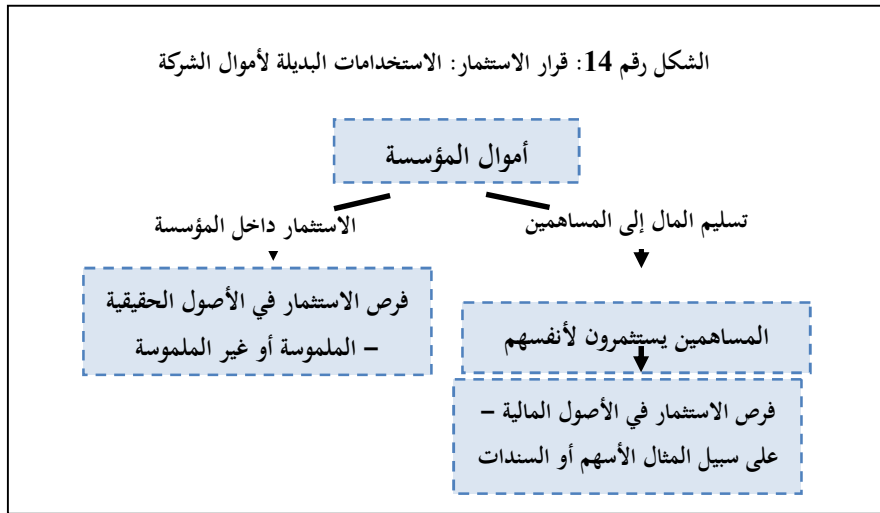 الشكل رقم 14: قرار الاستثمار: الاستخدامات البديلة لأموال الشركة
أموال المؤسسة
تسليم المال إلى المساهمين
الاستثمار داخل المؤسسة
المساهمين يستثمرون لأنفسهم
فرص الاستثمار في الأصول المالية –
على سبيل المثال الأسهم أو السندات
فرص الاستثمار في الأصول الحقيقية
– الملموسة أو غير الملموسة